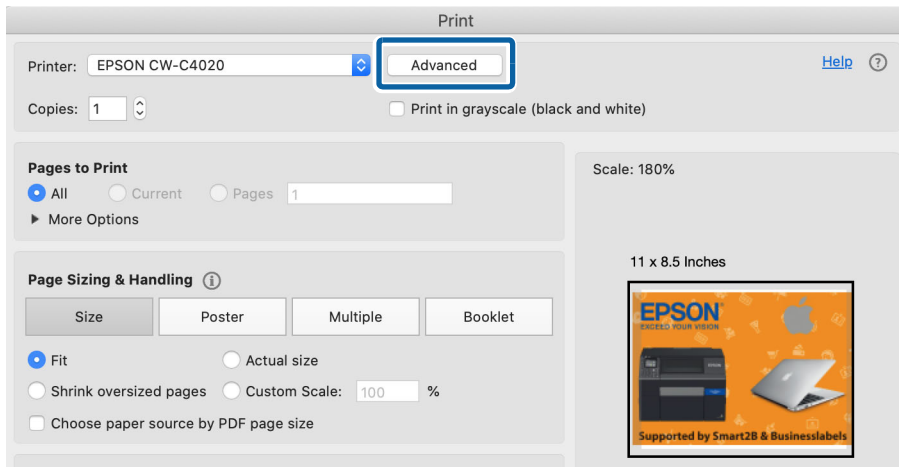 Print
Printer: EPSON CW-C4020 Advanced Help ?
Copies: 1 Print in grayscale (black and white)
Pages to Print
All Current Pages 1
More Options
Scale: 180%
Page Sizing & Handling i
Size Poster Multiple Booklet
Fit Actual size
Shrink oversized pages Custom Scale: 100 %
Choose paper source by PDF page size
11 x 8.5 Inches
EPSON
EXCEED YOUR VISION
Supported by Smart2B & Businesslabels